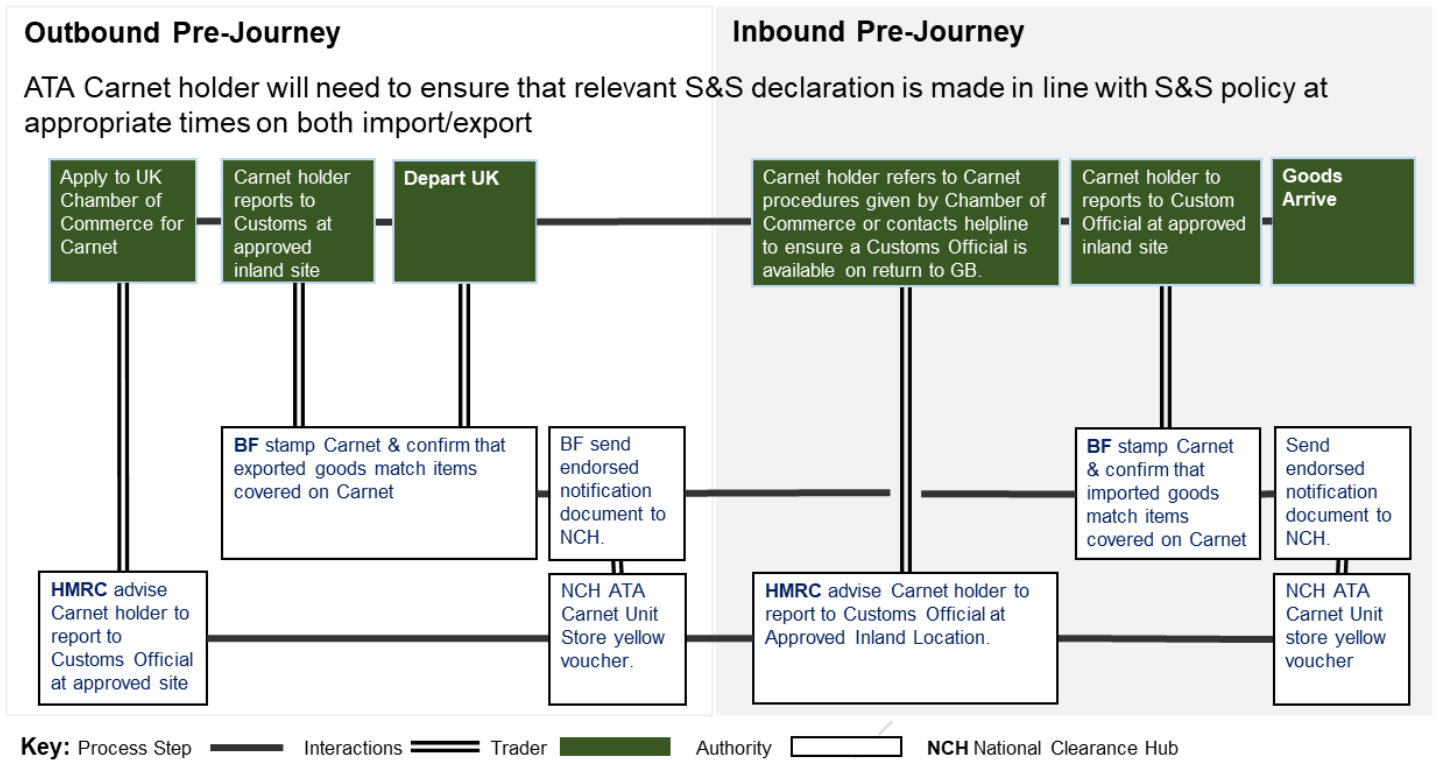 Outbound Pre-Journey
Inbound Pre-Journey
ATA Carnet holder will need to ensure that relevant S&S declaration is made in line with S&S policy at
appropriate times on both import/export
Apply to UK
Chamber of
Commerce for
Carnet
Carnet holder
reports to
Customs at
approved
inland site
Depart UK
Carnet holder refers to Carnet
procedures given by Chamber of
Commerce or contacts helpline
to ensure a Customs Official is
available on return to GB.
Carnet holder to
reports to Custom
Official at approved
inland site
Goods
Arrive
BF stamp Carnet & confirm that
exported goods match items
covered on Carnet
BF send
endorsed
notification
document to
NCH.
BF stamp Carnet
& confirm that
imported goods
match items
covered on Carnet
Send
endorsed
notification
document to
NCH.
HMRC advise
Carnet holder to
report to
Customs Official
at approved site
NCH ATA
Carnet Unit
Store yellow
voucher.
HMRC advise Carnet holder to
report to Customs Official at
Approved Inland Location.
NCH ATA
Carnet Unit
store yellow
voucher
Key: Process Step Interactions Trader Authority NCH National Clearance Hub